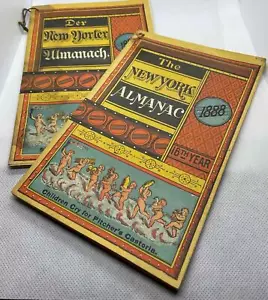 Der
New Yorker
Almanach.
The
NEW YORK
ALMANAC
1888
6TH YEAR
Children Cry for Pitcher's Castoria.